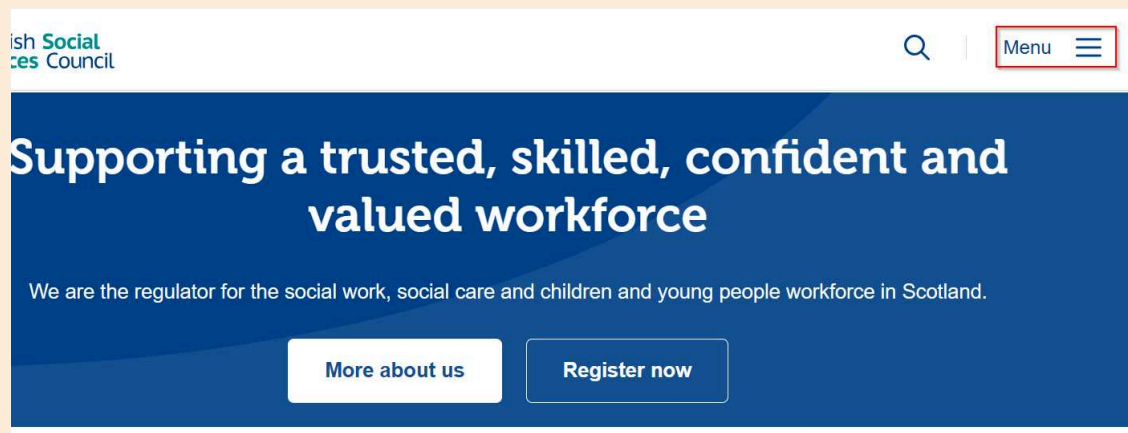 ish Social
ces Council
Menu
Supporting a trusted, skilled, confident and
valued workforce
We are the regulator for the social work, social care and children and young people workforce in Scotland.
More about us
Register now